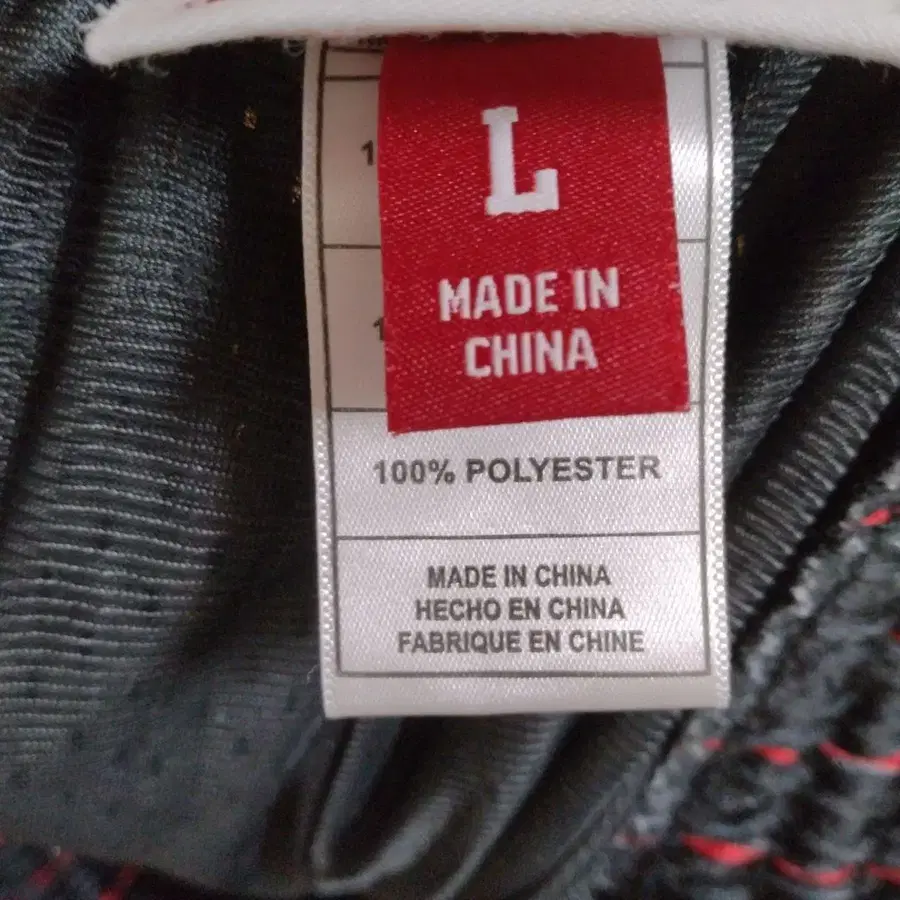 L
MADE IN
CHINA
100% POLYESTER
MADE IN CHINA
HECHO EN CHINA
FABRIQUE EN CHINE